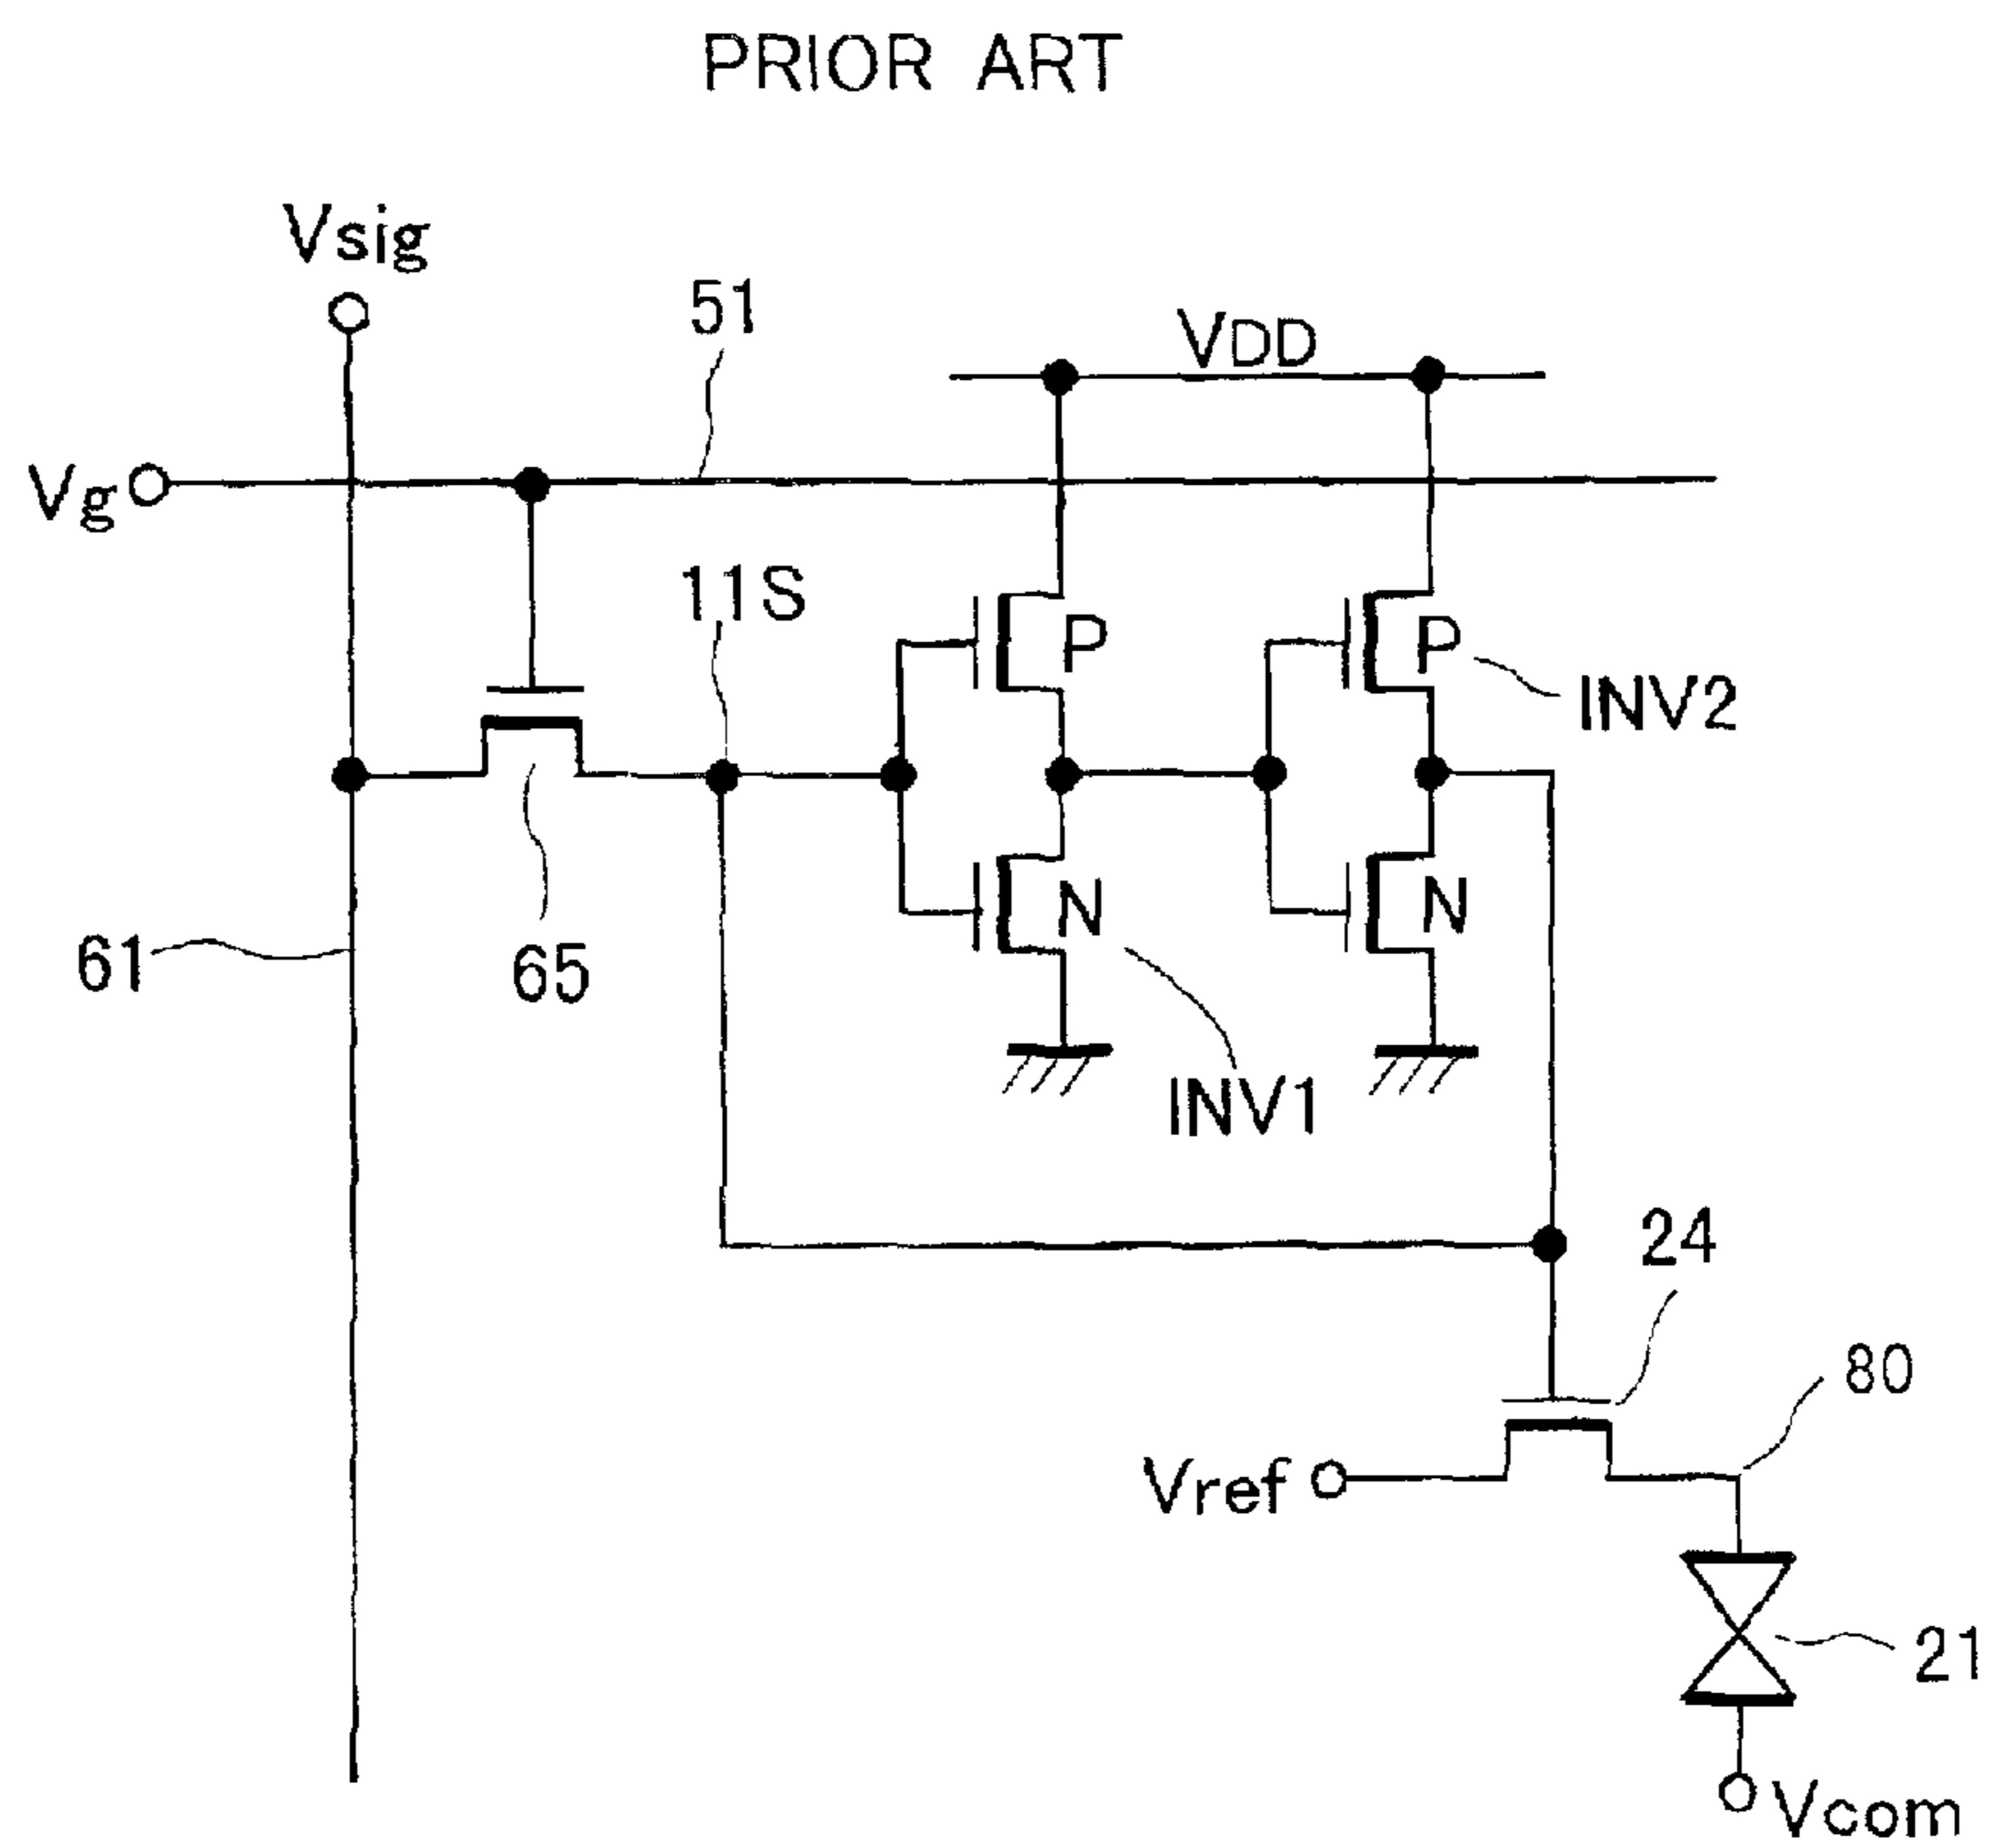 PRIOR ART
Vsig
51
VDD
Vg
11S
P
P
INV2
N
N
61
65
INV1
24
80
Vref
21
Vcom